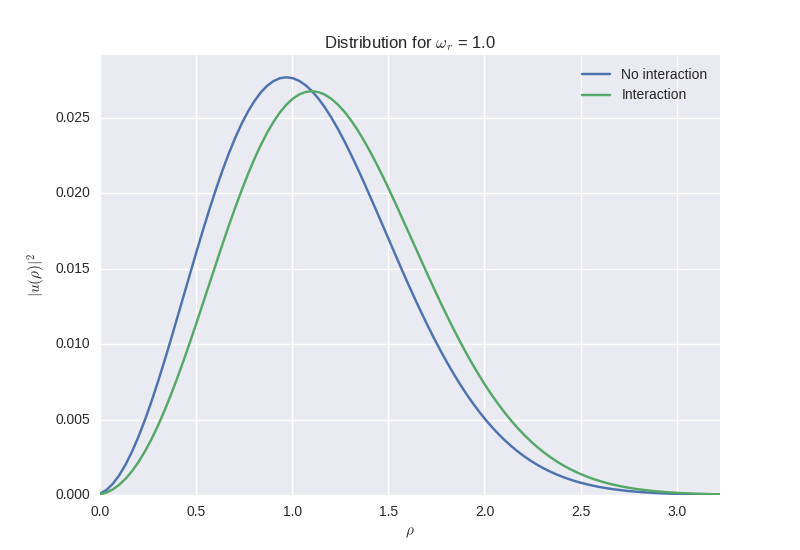 Distribution for ω_r = 1.0
No interaction
Interaction
|u(ρ)|²
0.025
0.020
0.015
0.010
0.005
0.000
0.0 0.5 1.0 1.5 2.0 2.5 3.0
ρ